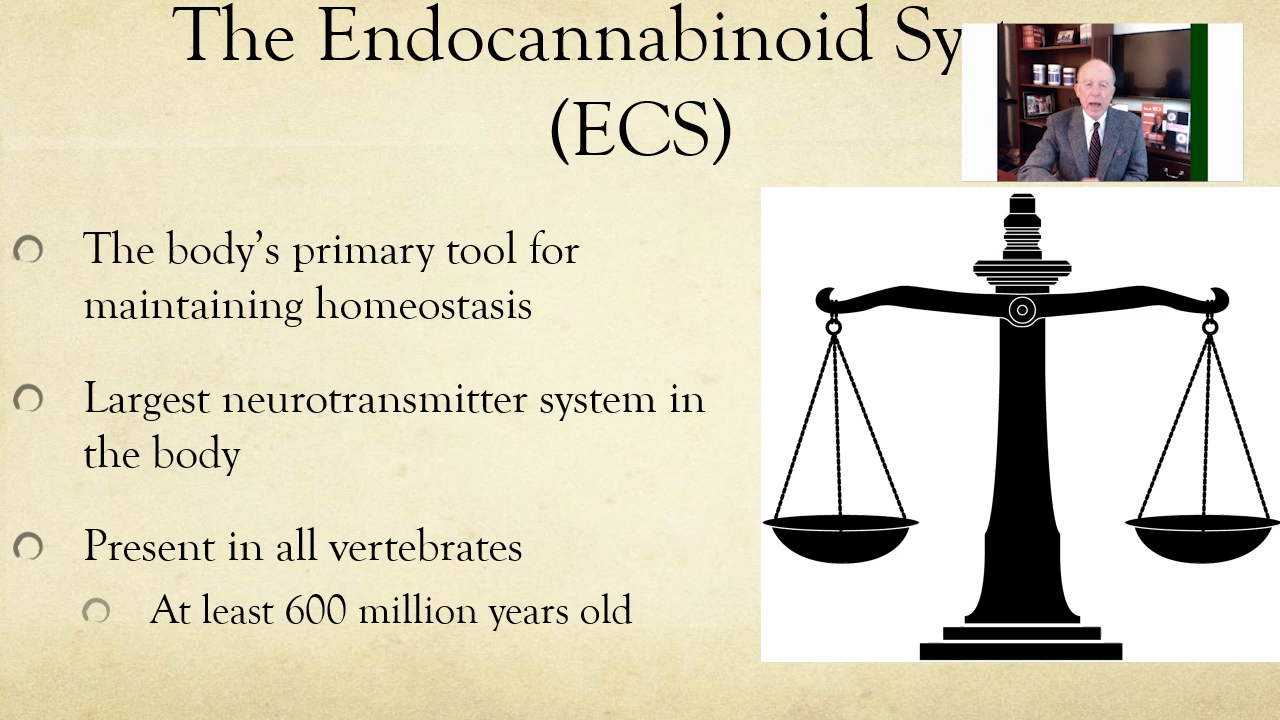 The Endocannabinoid Sy
(ECS)
The body’s primary tool for
maintaining homeostasis
Largest neurotransmitter system in
the body
Present in all vertebrates
At least 600 million years old